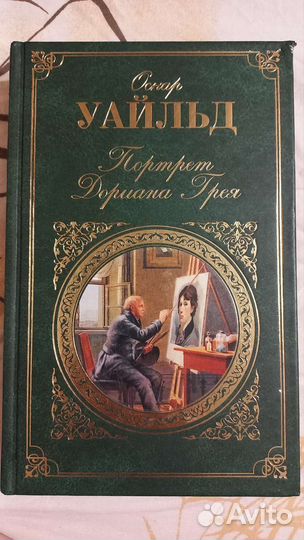 Оскар
УАЙЛЬД
Портрет
Дориана Грея
Avito